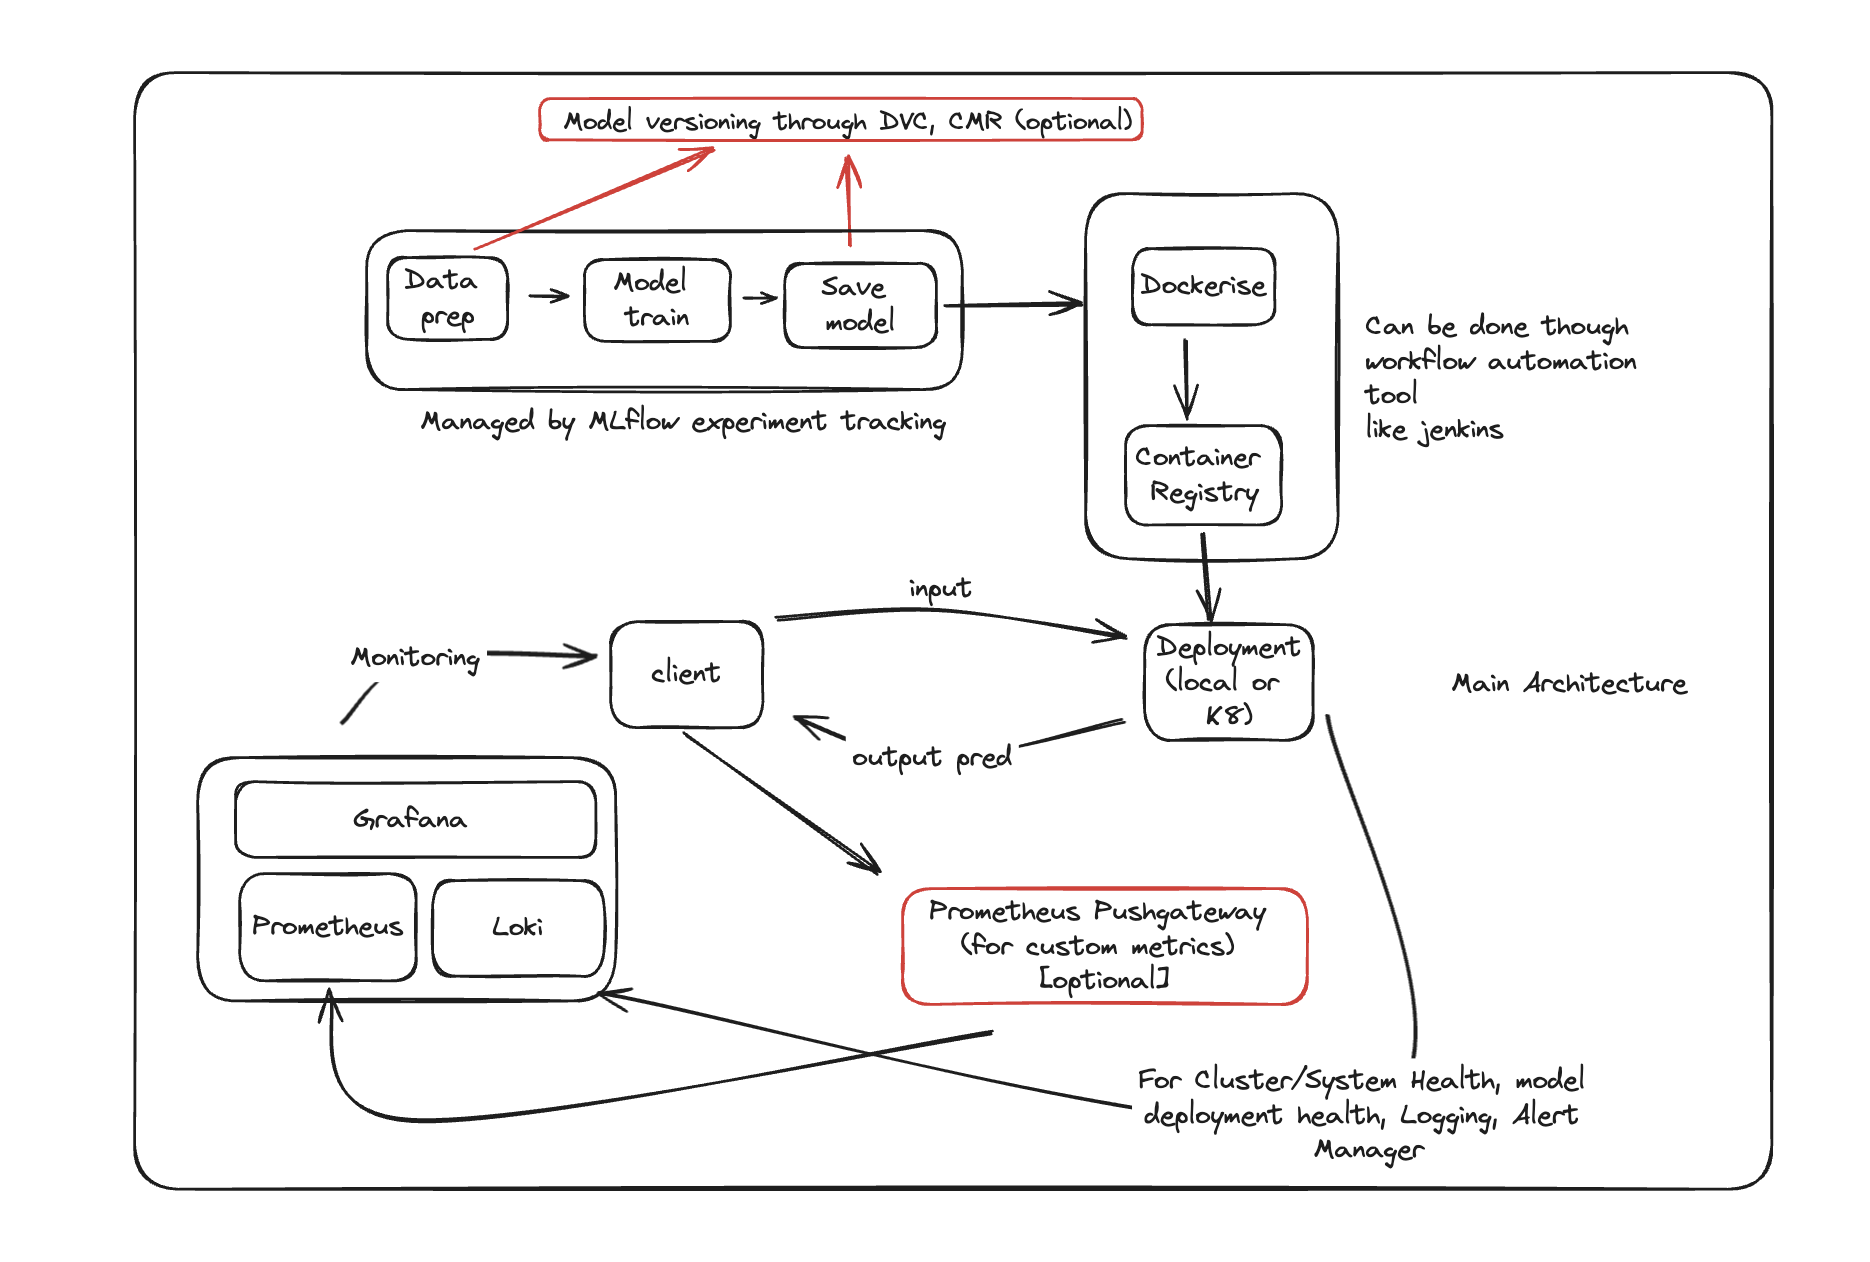 Model versioning through DVC, CMR (optional)
Data
prep
Model
train
Save
model
Managed by MLflow experiment tracking
Dockerise
Container
Registry
Can be done though
workflow automation
tool
like jenkins
input
Monitoring
client
Deployment
(local or
K8)
Main Architecture
output pred
Grafana
Prometheus
Loki
Prometheus Pushgateway
(for custom metrics)
[optional]
For Cluster/System Health, model
deployment health, Logging, Alert
Manager